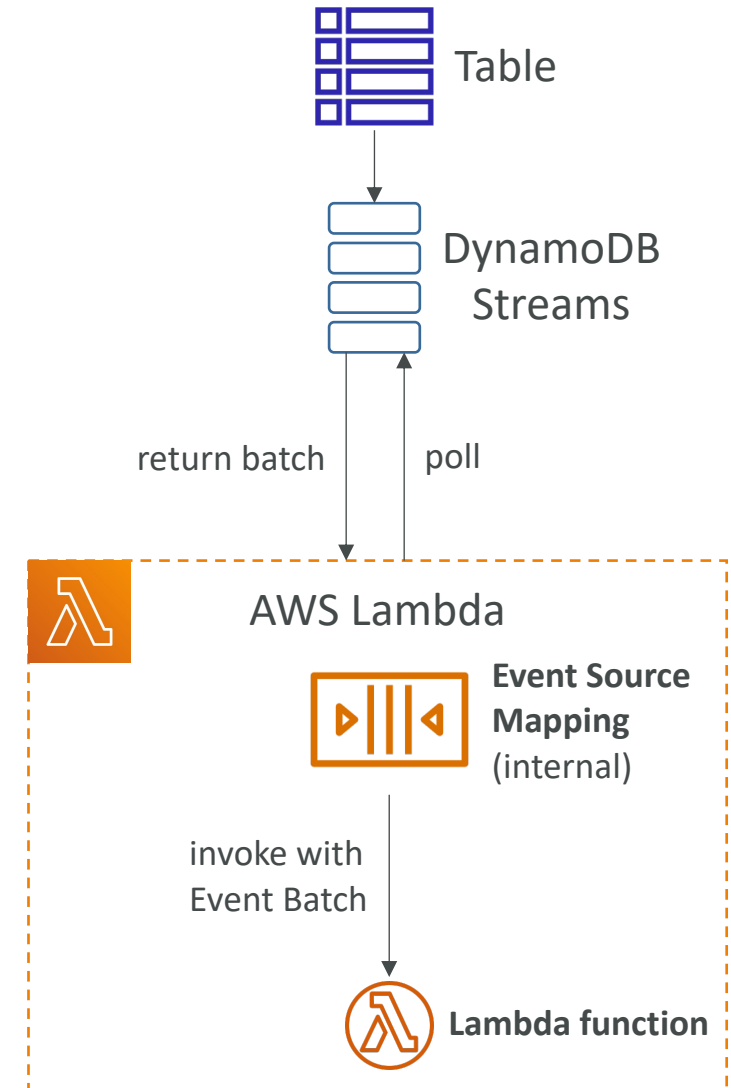 Table
DynamoDB
Streams
return batch
poll
AWS Lambda
Event Source
Mapping
(internal)
invoke with
Event Batch
Lambda function